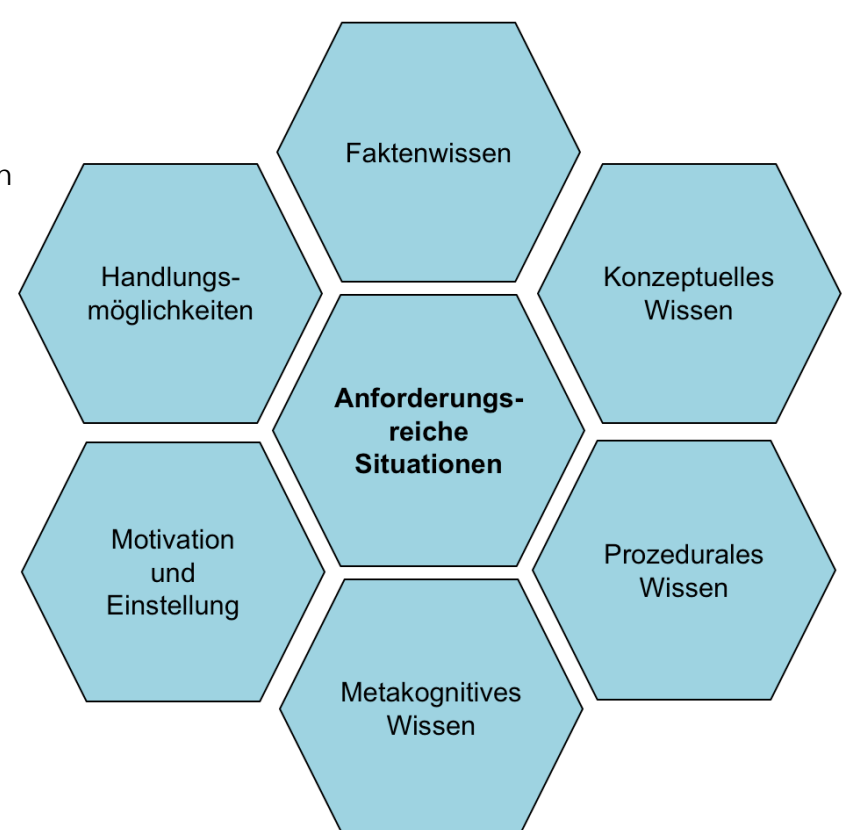 Faktenwissen
n
Handlungs-
möglichkeiten
Konzeptuelles
Wissen
Anforderungs-
reiche
Situationen
Motivation
und
Einstellung
Prozedurales
Wissen
Metakognitives
Wissen